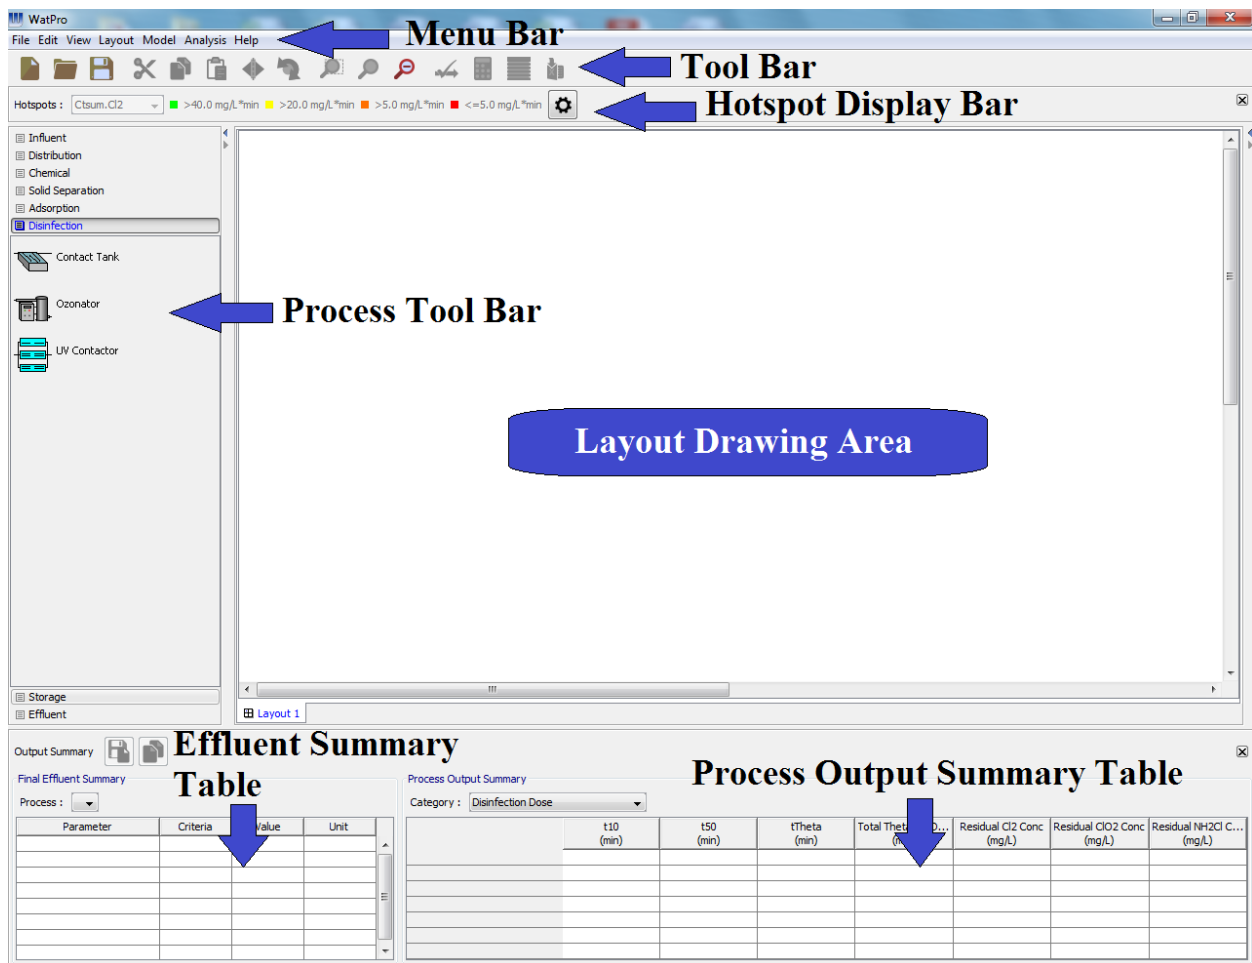 WatPro
File Edit View Layout Model Analysis Help
Menu Bar
Tool Bar
Hotspots : Ctsum.Cl2 >40.0 mg/L*min >20.0 mg/L*min >5.0 mg/L*min <=5.0 mg/L*min
Hotspot Display Bar
Influent
Distribution
Chemical
Solid Separation
Adsorption
Disinfection
Contact Tank
Ozonator
UV Contactor
Process Tool Bar
Layout Drawing Area
Storage
Effluent
Layout 1
Output Summary
Effluent Summary
Table
Final Effluent Summary
Process :
Parameter Criteria Value Unit
Process Output Summary
Process Output Summary Table
Category : Disinfection Dose
t10 t50 tTheta Total Theta Residual Cl2 Conc Residual ClO2 Conc Residual NH2Cl C...
(min) (min) (min) (mg/L) (mg/L) (mg/L)